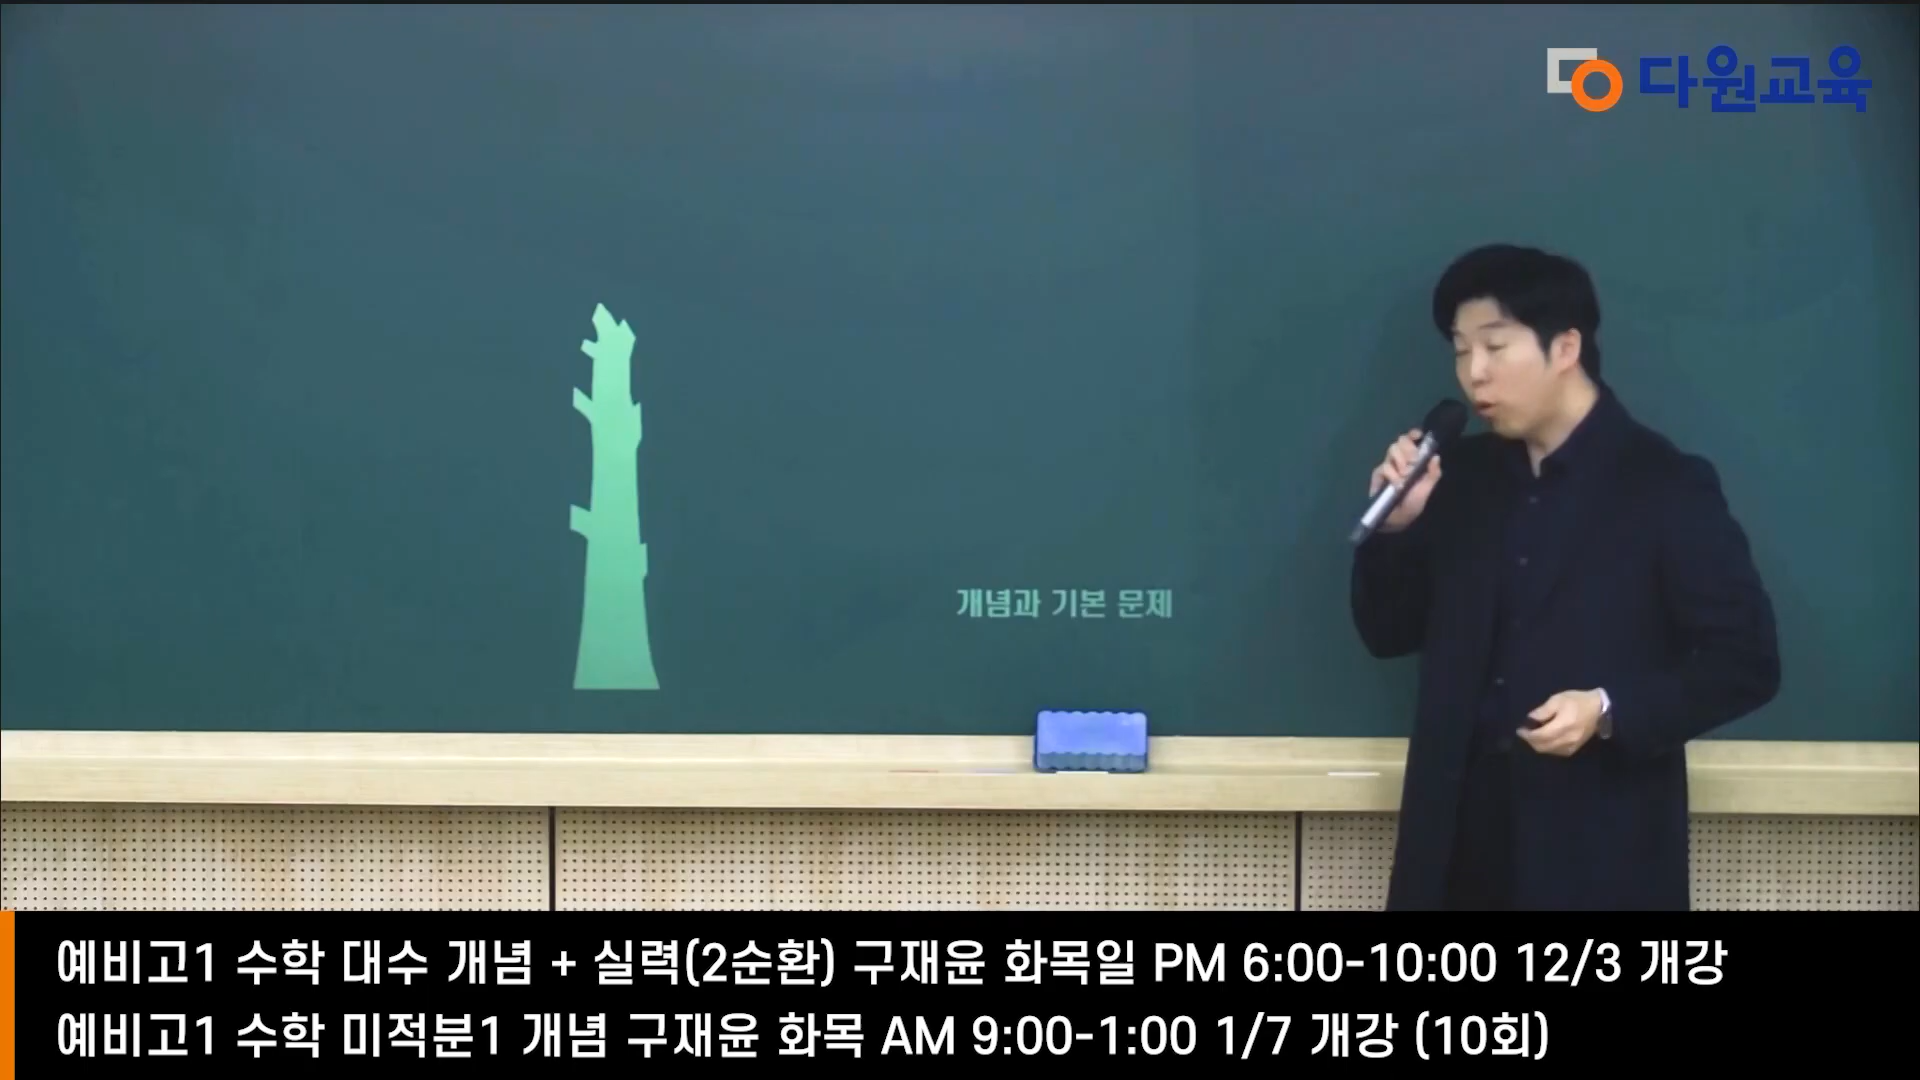 다원교육
개념과 기본 문제
예비고1 수학 대수 개념 + 실력(2순환) 구재윤 화목일 PM 6:00-10:00 12/3 개강
예비고1 수학 미적분1 개념 구재윤 화목 AM 9:00-1:00 1/7 개강 (10회)